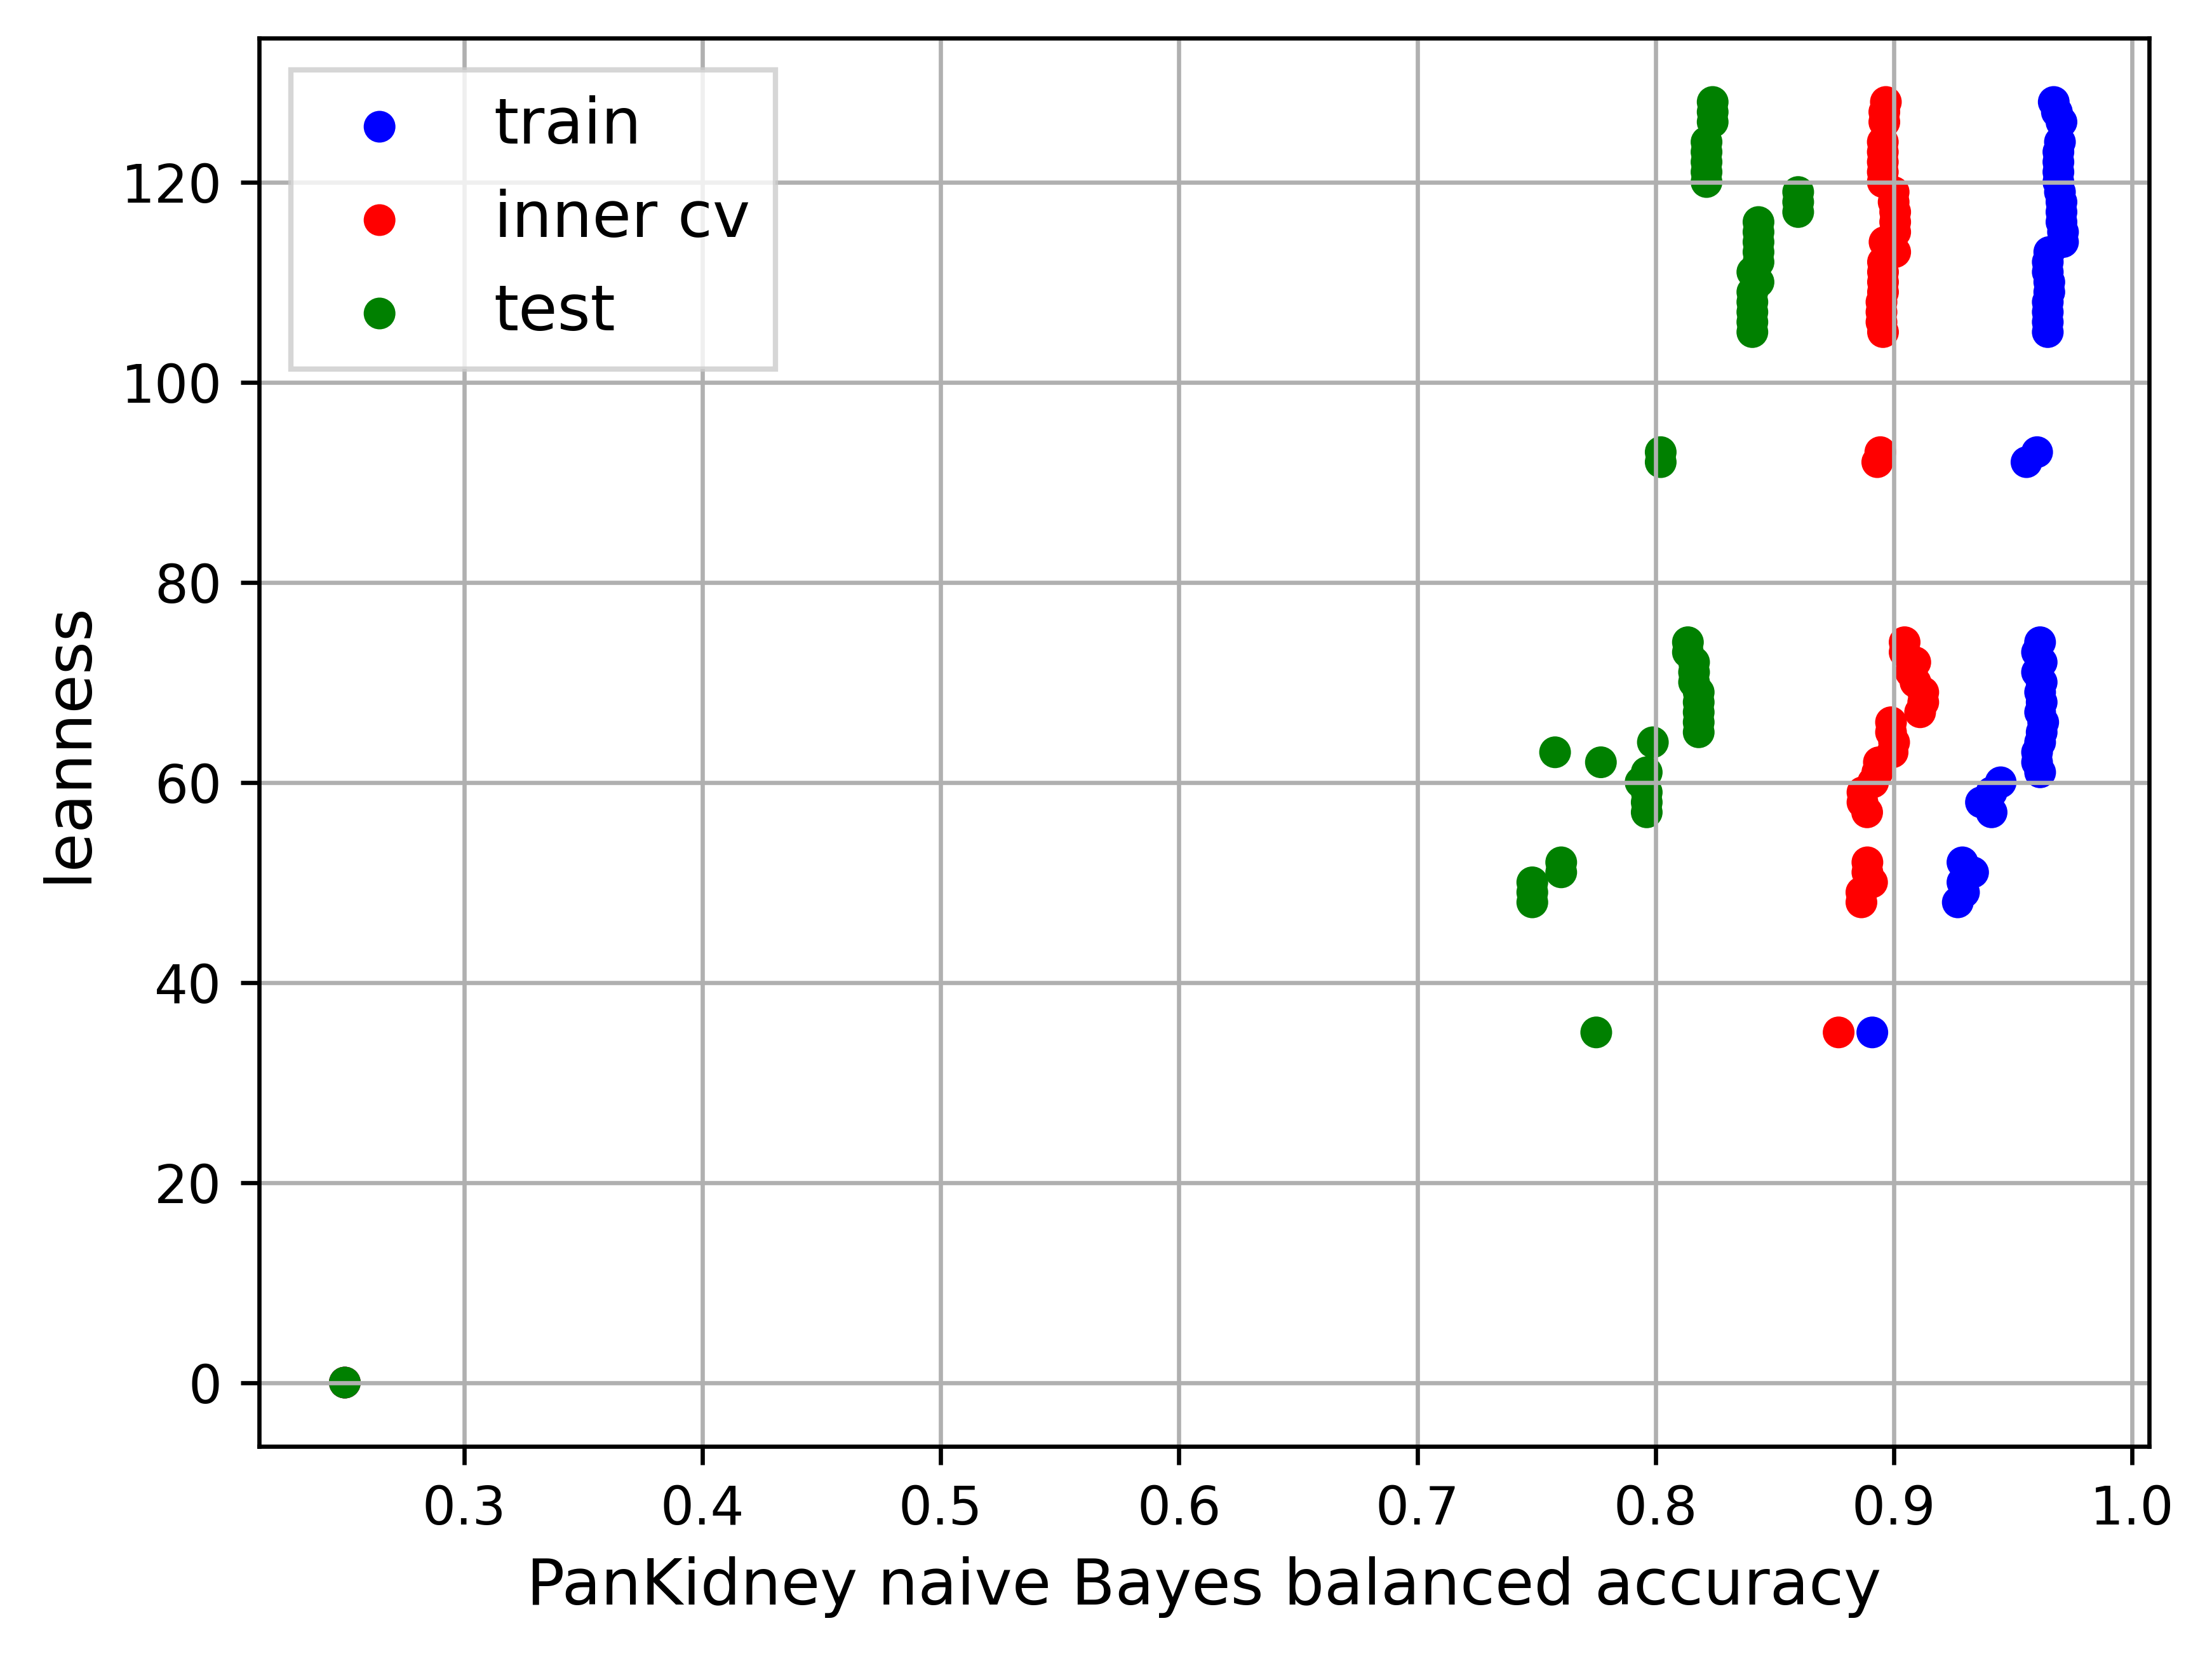 train
inner cv
test
120
100
80
60
40
20
0
leanness
0.3 0.4 0.5 0.6 0.7 0.8 0.9 1.0
PanKidney naive Bayes balanced accuracy